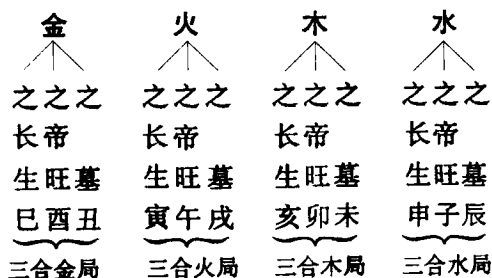 金 火 木 水
之之之 之之之 之之之 之之之
长帝 长帝 长帝 长帝
生旺墓 生旺墓 生旺墓 生旺墓
巳酉丑 寅午戌 亥卯未 申子辰
三合金局 三合火局 三合木局 三合水局